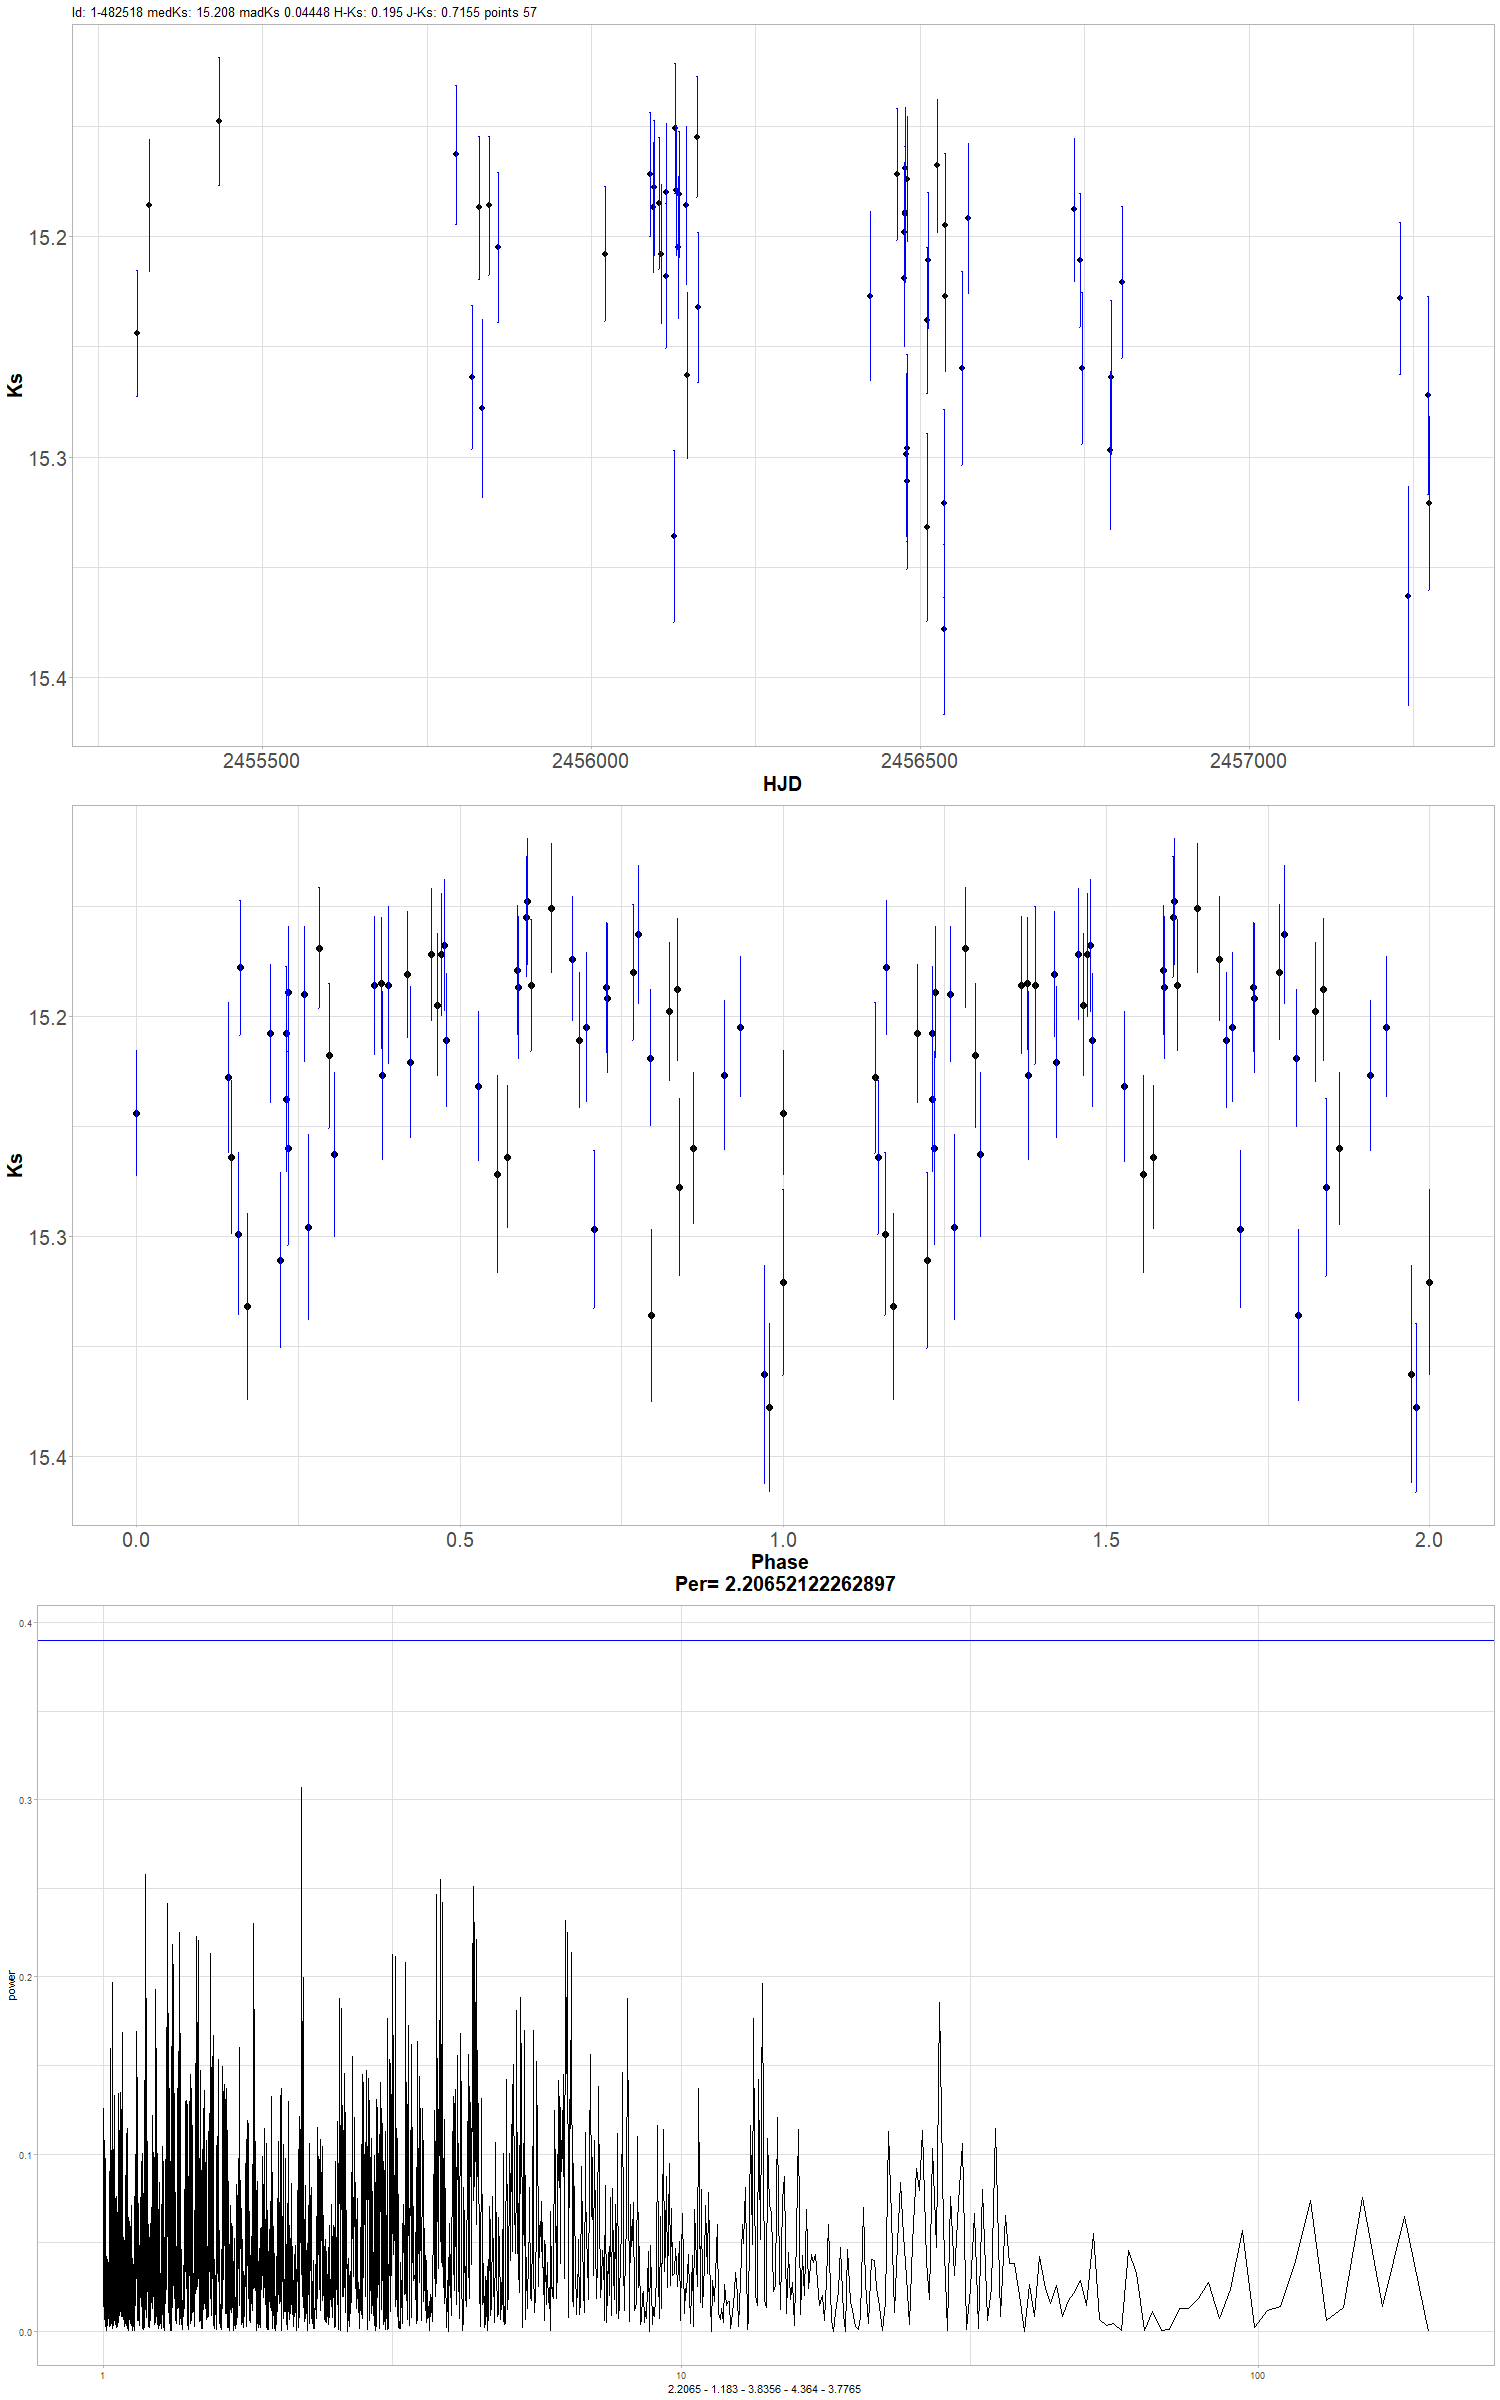 Id: 1-482518 medKs: 15.208 madKs 0.04448 H-Ks: 0.195 J-Ks: 0.7155 points 57
Ks
15.2
15.3
15.4
2455500 2456000 2456500 2457000
HJD
Ks
15.2
15.3
15.4
0.0 0.5 1.0 1.5 2.0
Phase
Per= 2.20652122262897
power
0.4
0.3
0.2
0.1
0.0
1 10 100
2.2065 - 1.183 - 3.8356 - 4.364 - 3.7765